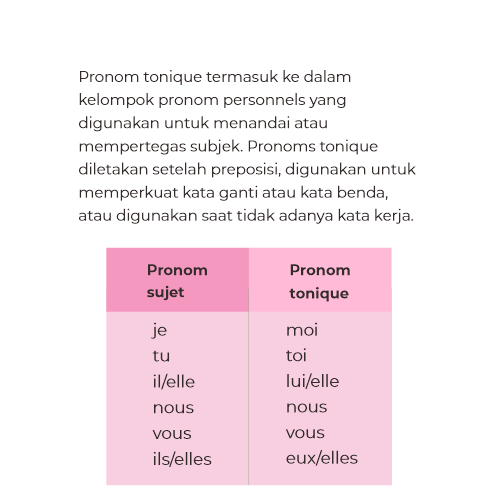 Pronom tonique termasuk ke dalam
kelompok pronom personnels yang
digunakan untuk menandai atau
mempertegas subjek. Pronoms tonique
diletakan setelah preposisi, digunakan untuk
memperkuat kata ganti atau kata benda,
atau digunakan saat tidak adanya kata kerja.
Pronom sujet
Pronom tonique
je moi
tu toi
il/elle lui/elle
nous nous
vous vous
ils/elles eux/elles